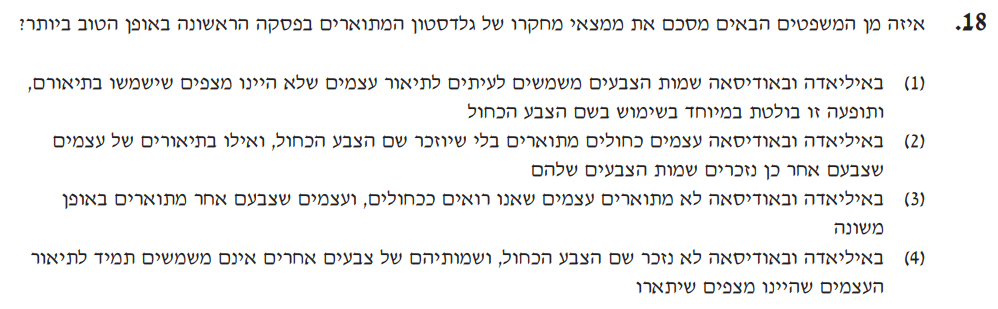 18. איזה מן המשפטים הבאים מסכם את ממצאי מחקרו של גלדסטון המתוארים בפסקה הראשונה באופן הטוב ביותר?
(1) באיליאדה ובאודיסאה שמות הצבעים משמשים לעיתים לתיאור עצמים שלא היינו מצפים שישמשו בתיאורם,
ותופעה זו בולטת במיוחד בשימוש בשם הצבע הכחול
(2) באיליאדה ובאודיסאה עצמים כחולים מתוארים בלי שיוזכר שם הצבע הכחול, ואילו בתיאורים של עצמים
שצבעם אחר כן נזכרים שמות הצבעים שלהם
(3) באיליאדה ובאודיסאה לא מתוארים עצמים שאנו רואים ככחולים, ועצמים שצבעם אחר מתוארים באופן
משונה
(4) באיליאדה ובאודיסאה לא נזכר שם הצבע הכחול, ושמותיהם של צבעים אחרים אינם משמשים תמיד לתיאור
העצמים שהיינו מצפים שיתארו